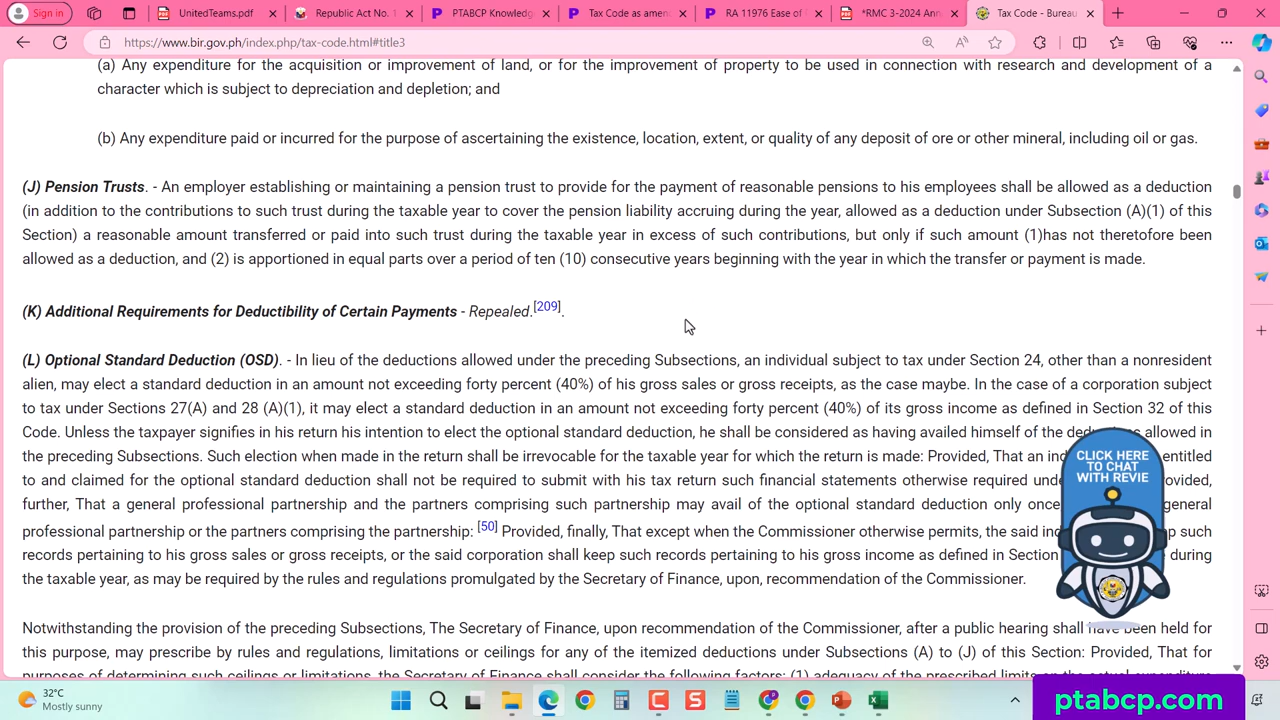 Sign in
UnitedTeams.pdf
Republic Act No. 1
PTABCP Knowledg
Tax Code as amen
RA 11976 Ease of
RMC 3-2024 Ann
Tax Code - Bureau
https://www.bir.gov.ph/index.php/tax-code.html#title3
(a) Any expenditure for the acquisition or improvement of land, or for the improvement of property to be used in connection with research and development of a
character which is subject to depreciation and depletion; and
(b) Any expenditure paid or incurred for the purpose of ascertaining the existence, location, extent, or quality of any deposit of ore or other mineral, including oil or gas.
(J) Pension Trusts. - An employer establishing or maintaining a pension trust to provide for the payment of reasonable pensions to his employees shall be allowed as a deduction
(in addition to the contributions to such trust during the taxable year to cover the pension liability accruing during the year, allowed as a deduction under Subsection (A)(1) of this
Section) a reasonable amount transferred or paid into such trust during the taxable year in excess of such contributions, but only if such amount (1)has not theretofore been
allowed as a deduction, and (2) is apportioned in equal parts over a period of ten (10) consecutive years beginning with the year in which the transfer or payment is made.
(K) Additional Requirements for Deductibility of Certain Payments - Repealed.[209].
(L) Optional Standard Deduction (OSD). - In lieu of the deductions allowed under the preceding Subsections, an individual subject to tax under Section 24, other than a nonresident
alien, may elect a standard deduction in an amount not exceeding forty percent (40%) of his gross sales or gross receipts, as the case maybe. In the case of a corporation subject
to tax under Sections 27(A) and 28 (A)(1), it may elect a standard deduction in an amount not exceeding forty percent (40%) of its gross income as defined in Section 32 of this
Code. Unless the taxpayer signifies in his return his intention to elect the optional standard deduction, he shall be considered as having availed himself of the allowed in
the preceding Subsections. Such election when made in the return shall be irrevocable for the taxable year for which the return is made: Provided, That an entitled
to and claimed for the optional standard deduction shall not be required to submit with his tax return such financial statements otherwise required
further, That a general professional partnership and the partners comprising such partnership may avail of the optional standard deduction only general
professional partnership or the partners comprising the partnership: [50] Provided, finally, That except when the Commissioner otherwise permits, the said such
records pertaining to his gross sales or gross receipts, or the said corporation shall keep such records pertaining to his gross income as defined in Section during
the taxable year, as may be required by the rules and regulations promulgated by the Secretary of Finance, upon, recommendation of the Commissioner.
CLICK HERE
TO CHAT
WITH REVIE
Notwithstanding the provision of the preceding Subsections, The Secretary of Finance, upon recommendation of the Commissioner, after a public hearing shall have been held for
this purpose, may prescribe by rules and regulations, limitations or ceilings for any of the itemized deductions under Subsections (A) to (J) of this Section: Provided, That for
purposes of determining such ceilings or limitations, the Secretary of Finance shall consider the following factors: (1) adequacy of the prescribed limits on the actual expenditure
32°C
Mostly sunny
ptabcp.com